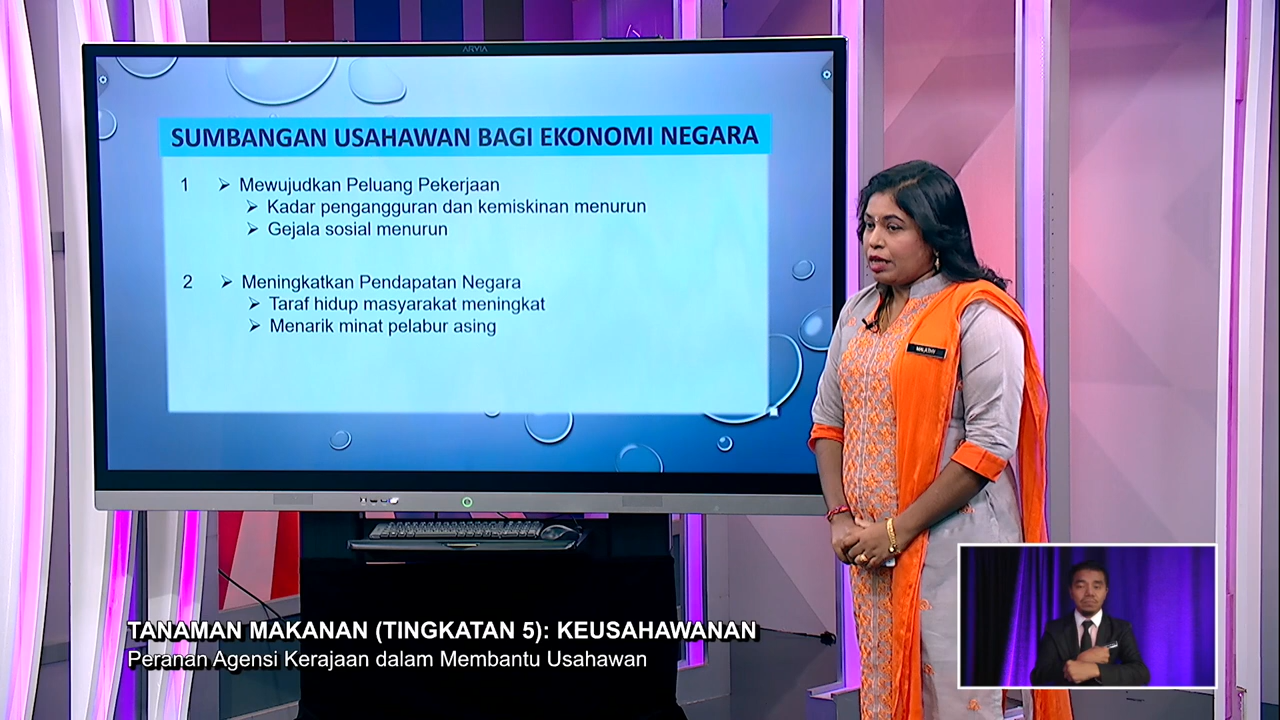 ARVIA
SUMBANGAN USAHAWAN BAGI EKONOMI NEGARA
1 ➢ Mewujudkan Peluang Pekerjaan
➢ Kadar pengangguran dan kemiskinan menurun
➢ Gejala sosial menurun
2 ➢ Meningkatkan Pendapatan Negara
➢ Taraf hidup masyarakat meningkat
➢ Menarik minat pelabur asing
MALATHY
TANAMAN MAKANAN (TINGKATAN 5): KEUSAHAWANAN
Peranan Agensi Kerajaan dalam Membantu Usahawan